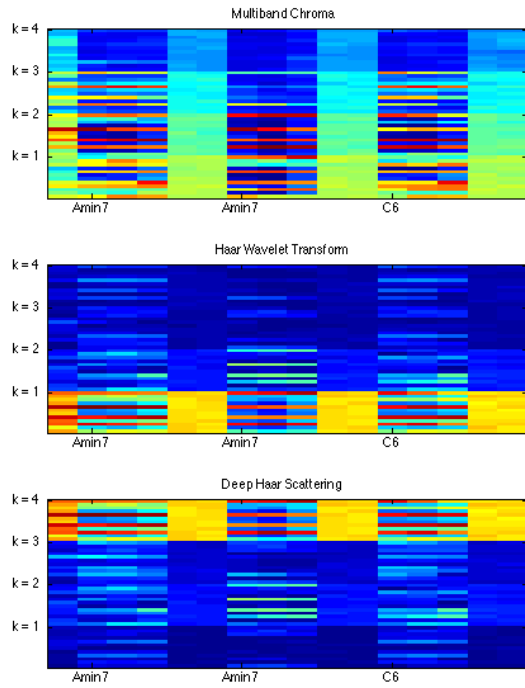 Multiband Chroma
k = 4
k = 3
k = 2
k = 1
Amin7 Amin7 C6
Haar Wavelet Transform
k = 4
k = 3
k = 2
k = 1
Amin7 Amin7 C6
Deep Haar Scattering
k = 4
k = 3
k = 2
k = 1
Amin7 Amin7 C6